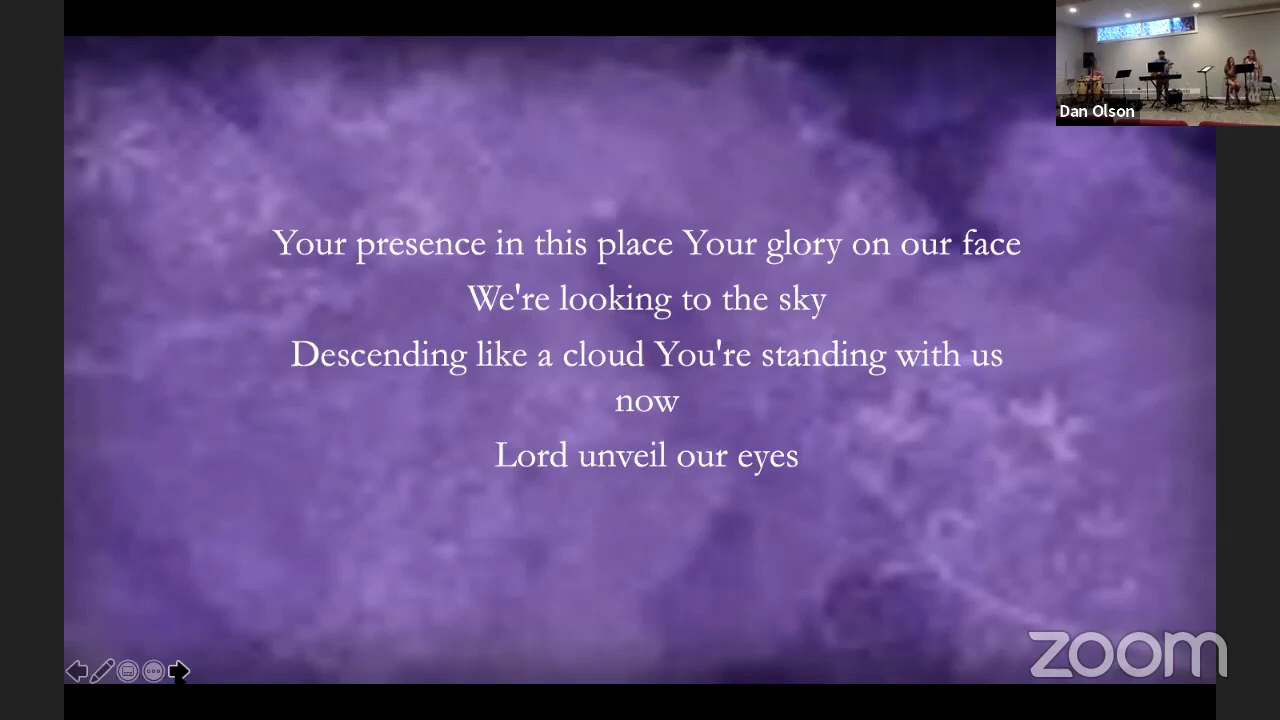 Dan Olson
Your presence in this place Your glory on our face
We're looking to the sky
Descending like a cloud You're standing with us
now
Lord unveil our eyes
zoom